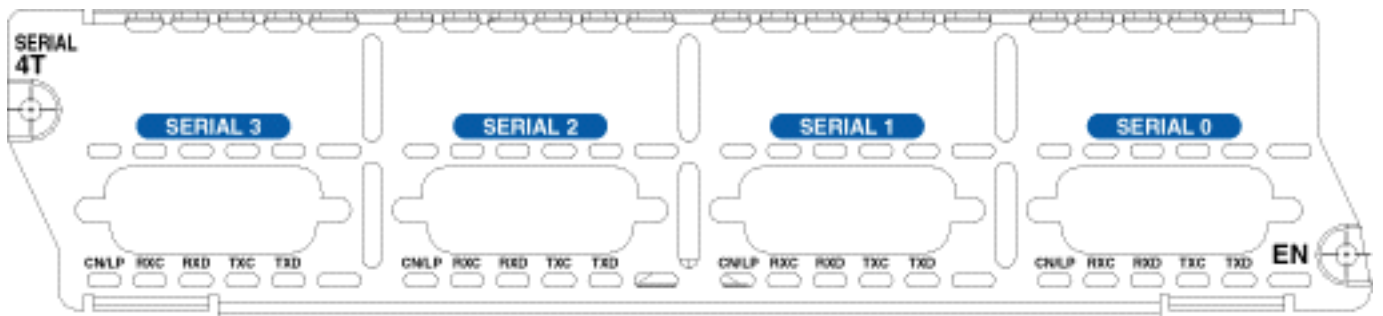 SERIAL
4T
SERIAL 3 SERIAL 2 SERIAL 1 SERIAL 0
EN
CN/LP RXC RXD TXC TXD CN/LP RXC RXD TXC TXD CN/LP RXC RXD TXC TXD CN/LP RXC RXD TXC TXD